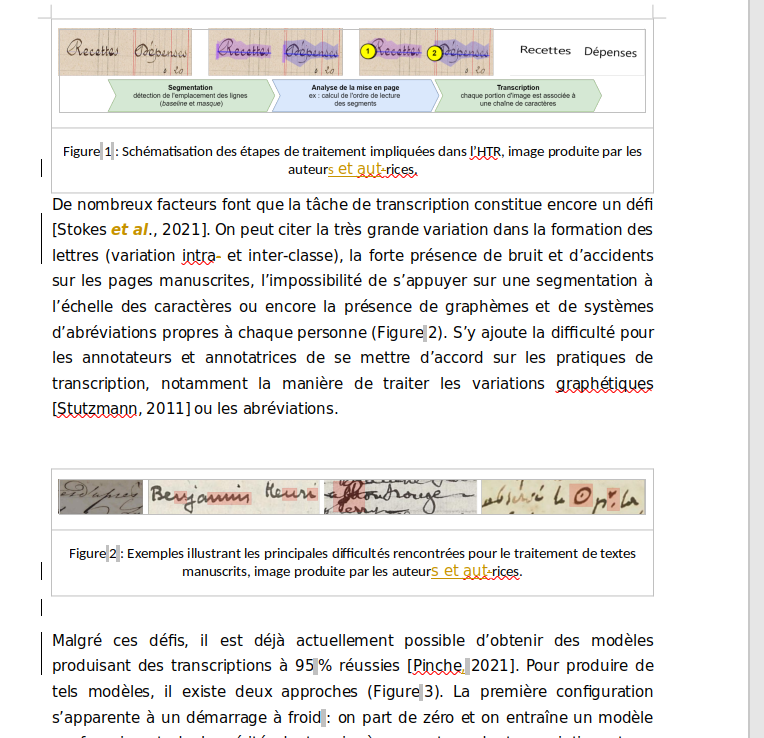 Recettes Dépenses Recettes Dépenses 1 Recettes 2 Dépenses Recettes Dépenses
Segmentation
détection de l'emplacement des lignes
(baseline et masque)
Analyse de la mise en page
ex : calcul de l'ordre de lecture
des segments
Transcription
chaque portion d'image est associée à
une chaîne de caractères
Figure 1 : Schématisation des étapes de traitement impliquées dans l'HTR, image produite par les
auteurs et aut-rices.
De nombreux facteurs font que la tâche de transcription constitue encore un défi
[Stokes et al., 2021]. On peut citer la très grande variation dans la formation des
lettres (variation intra- et inter-classe), la forte présence de bruit et d'accidents
sur les pages manuscrites, l'impossibilité de s'appuyer sur une segmentation à
l'échelle des caractères ou encore la présence de graphèmes et de systèmes
d'abréviations propres à chaque personne (Figure 2). S'y ajoute la difficulté pour
les annotateurs et annotatrices de se mettre d'accord sur les pratiques de
transcription, notamment la manière de traiter les variations graphétiques
[Stutzmann, 2011] ou les abréviations.
Benjamin Henri
Figure 2 : Exemples illustrant les principales difficultés rencontrées pour le traitement de textes
manuscrits, image produite par les auteurs et aut-rices.
Malgré ces défis, il est déjà actuellement possible d'obtenir des modèles
produisant des transcriptions à 95 % réussies [Pinche, 2021]. Pour produire de
tels modèles, il existe deux approches (Figure 3). La première configuration
s'apparente à un démarrage à froid : on part de zéro et on entraîne un modèle